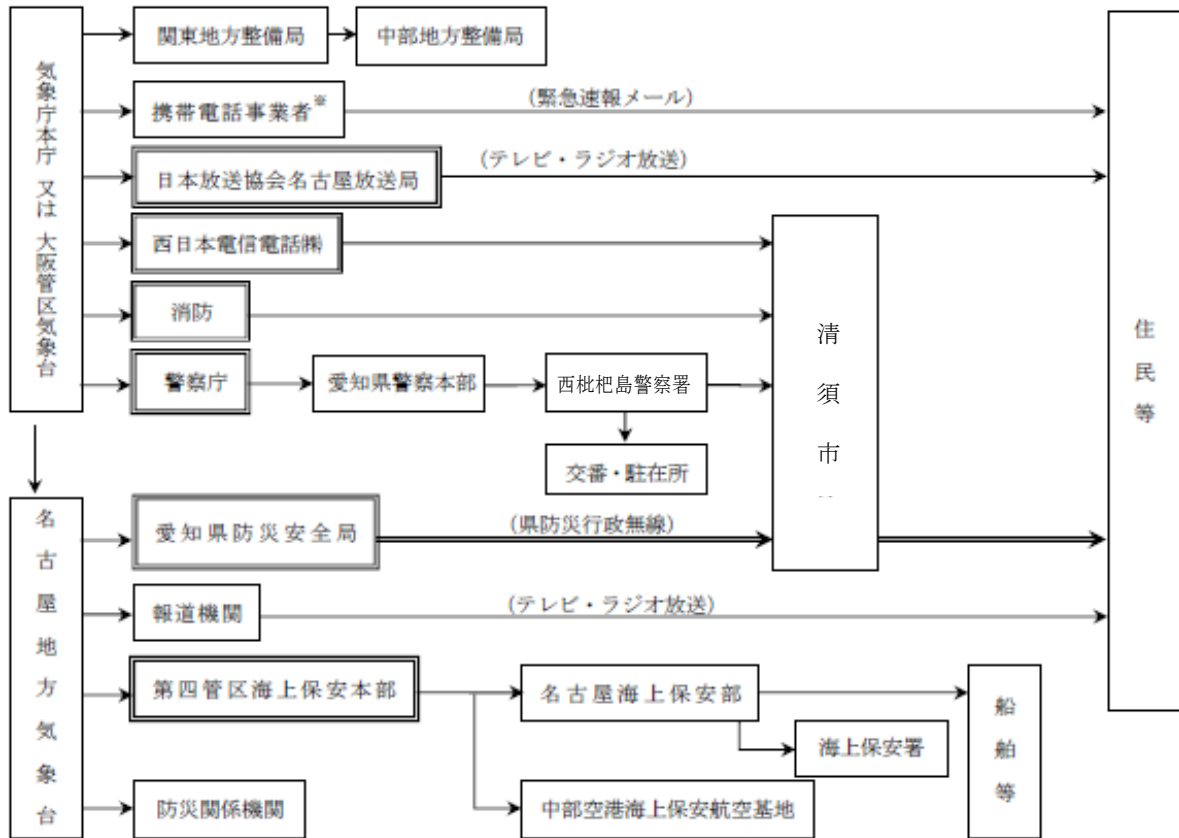 気象庁本庁 又は 大阪管区気象台
関東地方整備局
中部地方整備局
携帯電話事業者※
(緊急速報メール)
日本放送協会名古屋放送局
(テレビ・ラジオ放送)
西日本電信電話㈱
消防
警察庁
愛知県警察本部
西枇杷島警察署
交番・駐在所
清須市
住民等
名古屋地方気象台
愛知県防災安全局
(県防災行政無線)
報道機関
(テレビ・ラジオ放送)
第四管区海上保安本部
名古屋海上保安部
海上保安署
船舶等
防災関係機関
中部空港海上保安航空基地